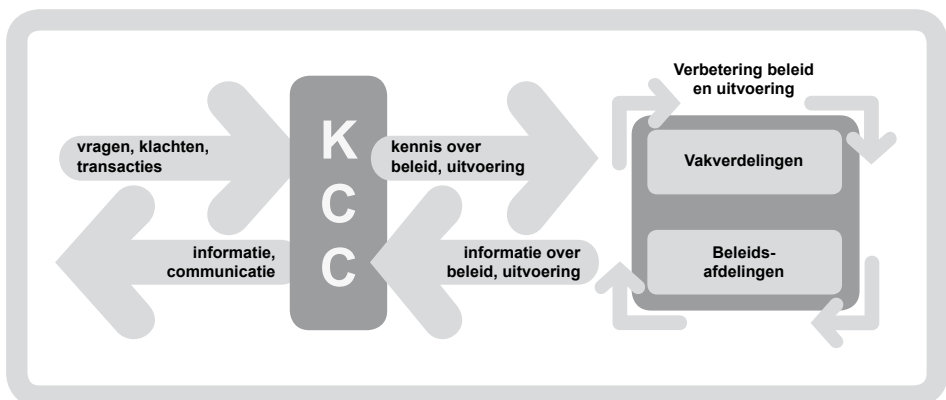 vragen, klachten,
transacties
informatie,
communicatie
K
C
C
kennis over
beleid, uitvoering
informatie over
beleid, uitvoering
Verbetering beleid
en uitvoering
Vakverdelingen
Beleids-
afdelingen